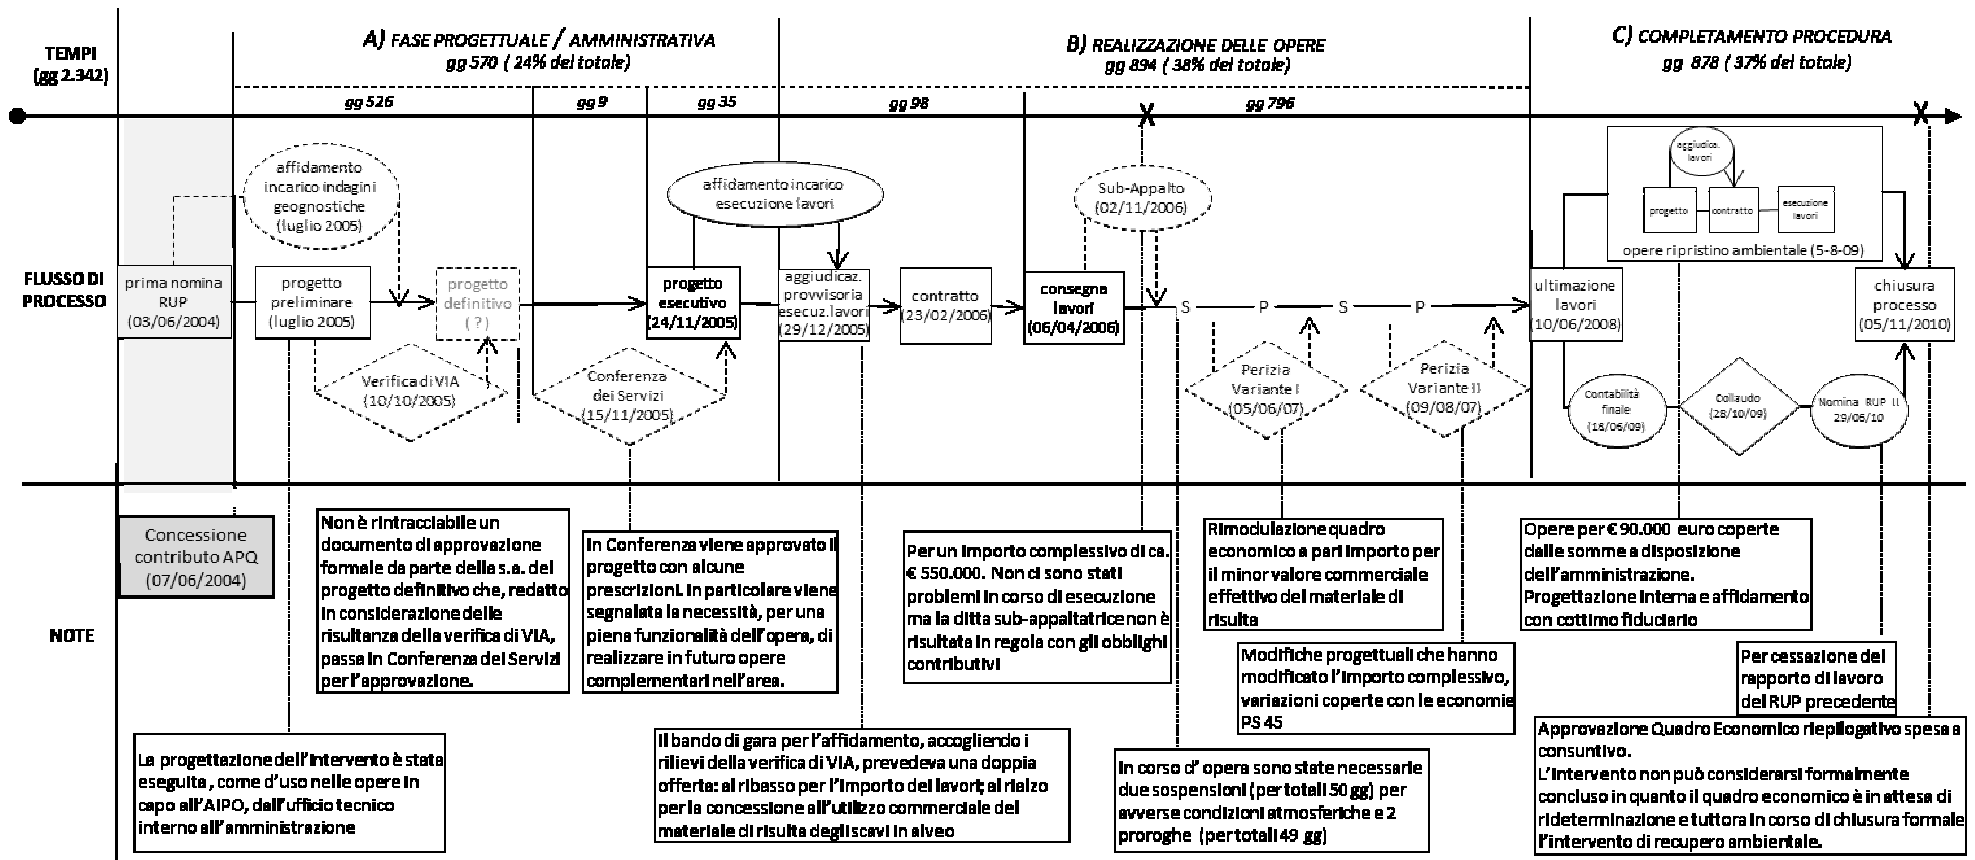 TEMPI
(gg 2.342)
A) FASE PROGETTUALE / AMMINISTRATIVA
gg 570 ( 24% del totale)
B) REALIZZAZIONE DELLE OPERE
gg 894 ( 38% del totale)
C) COMPLETAMENTO PROCEDURA
gg 878 ( 37% del totale)
gg 526
gg 9
gg 35
gg 98
gg 796
X
X
FLUSSO DI
PROCESSO
prima nomina
RUP
(03/06/2004)
affidamento
incarico indagini
geognostiche
(luglio 2005)
progetto
preliminare
(luglio 2005)
progetto
definitivo
( ? )
Verifica di VIA
(10/10/2005)
Conferenza
dei Servizi
(15/11/2005)
progetto
esecutivo
(24/11/2005)
affidamento incarico
esecuzione lavori
aggiudicaz.
provvisoria
esecuz.lavori
(29/12/2005)
contratto
(23/02/2006)
consegna
lavori
(06/04/2006)
Sub-Appalto
(02/11/2006)
S
P
S
P
Perizia
Variante I
(05/06/07)
Perizia
Variante II
(09/08/07)
ultimazione
lavori
(10/06/2008)
aggiudica.
lavori
progetto
contratto
esecuzione
lavori
opere ripristino ambientale (5-8-09)
Contabilità
finale
(16/06/09)
Collaudo
(28/10/09)
Nomina RUP II
29/06/10
chiusura
processo
(05/11/2010)
NOTE
Concessione
contributo APQ
(07/06/2004)
La progettazione dell'intervento è stata
eseguita , come d'uso nelle opere in
capo all'AIPO, dall'ufficio tecnico
interno all'amministrazione
Non è rintracciabile un
documento di approvazione
formale da parte della s.a. del
progetto definitivo che, redatto
in considerazione delle
risultanza della verifica di VIA,
passa in Conferenza dei Servizi
per l'approvazione.
In Conferenza viene approvato il
progetto con alcune
prescrizioni. In particolare viene
segnalata la necessità, per una
piena funzionalità dell'opera, di
realizzare in futuro opere
complementari nell'area.
Il bando di gara per l'affidamento, accogliendo i
rilievi della verifica di VIA, prevedeva una doppia
offerta: al ribasso per l'importo dei lavori; al rialzo
per la concessione all'utilizzo commerciale del
materiale di risulta degli scavi in alveo
Per un importo complessivo di ca.
€ 550.000. Non ci sono stati
problemi in corso di esecuzione
ma la ditta sub-appaltatrice non è
risultata in regola con gli obblighi
contributivi
In corso d' opera sono state necessarie
due sospensioni (per totali 50 gg) per
avverse condizioni atmosferiche e 2
proroghe (per totali 49 gg)
Rimodulazione quadro
economico a pari importo per
il minor valore commerciale
effettivo del materiale di
risulta
Modifiche progettuali che hanno
modificato l'importo complessivo,
variazioni coperte con le economie
PS 45
Opere per € 90.000 euro coperte
dalle somme a disposizione
dell'amministrazione.
Progettazione interna e affidamento
con cottimo fiduciario
Per cessazione del
rapporto di lavoro
del RUP precedente
Approvazione Quadro Economico riepilogativo spesa a
consuntivo.
L'intervento non può considerarsi formalmente
concluso in quanto il quadro economico è in attesa di
rideterminazione e tuttora in corso di chiusura formale
l'intervento di recupero ambientale.